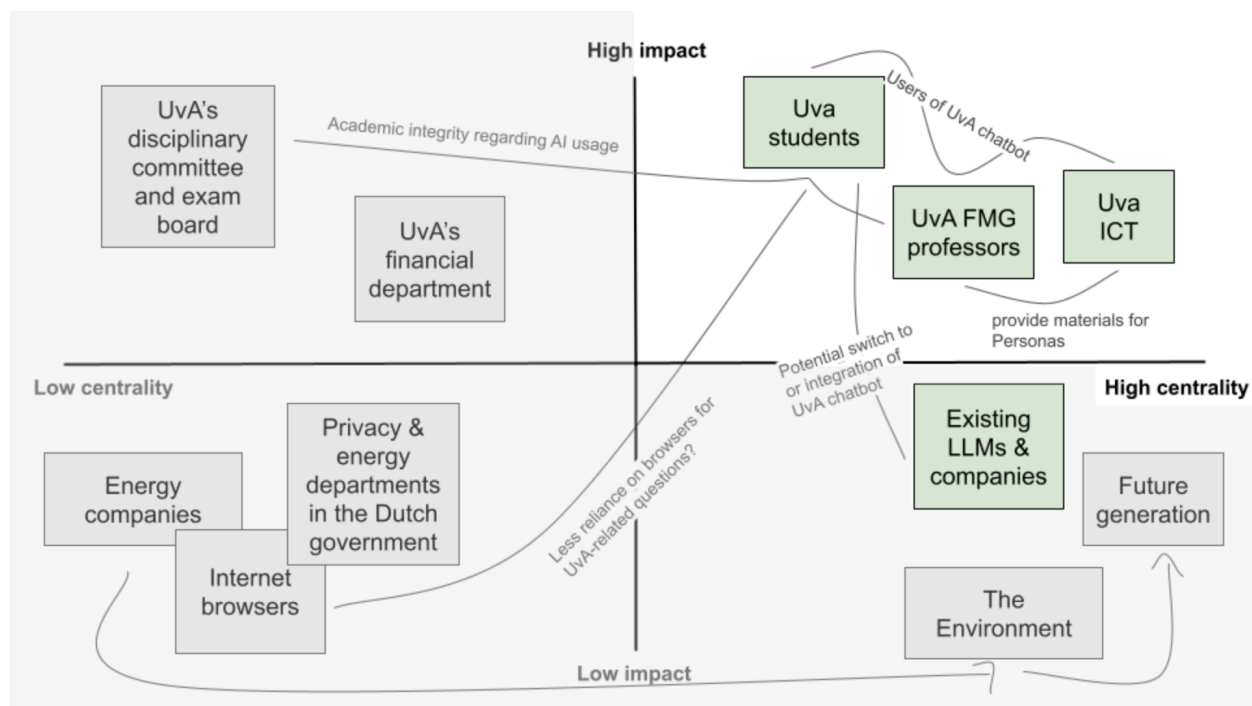 High impact
UvA's
disciplinary
committee
and exam
board
Academic integrity regarding AI usage
UvA's
financial
department
Uva
students
Users of UvA chatbot
UvA FMG
professors
Uva
ICT
provide materials for
Personas
Low centrality
High centrality
Potential switch to
or integration of
UvA chatbot
Existing
LLMs &
companies
Future
generation
The
Environment
Energy
companies
Privacy &
energy
departments
in the Dutch
government
Internet
browsers
Less reliance on browsers for
UvA-related questions?
Low impact